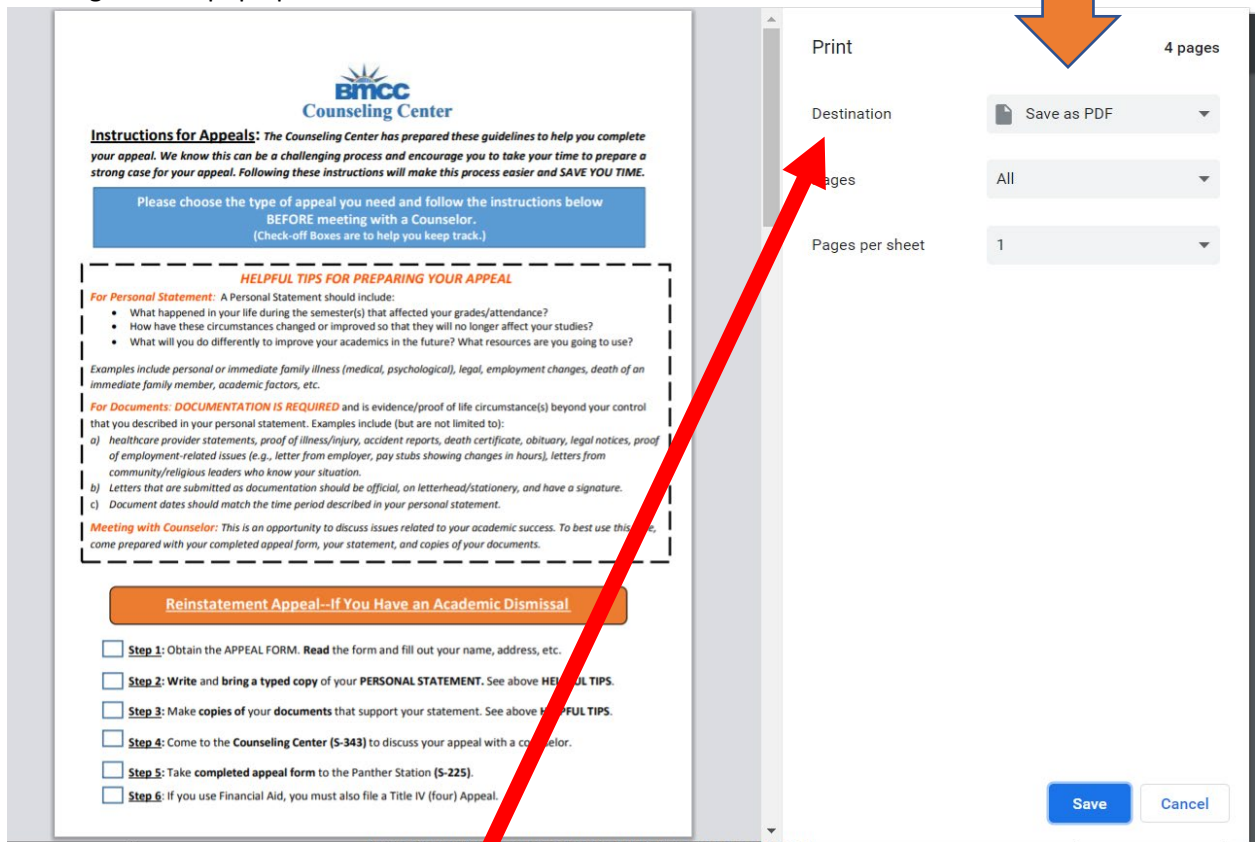 BMCC
Counseling Center
Instructions for Appeals: The Counseling Center has prepared these guidelines to help you complete
your appeal. We know this can be a challenging process and encourage you to take your time to prepare a
strong case for your appeal. Following these instructions will make this process easier and SAVE YOU TIME.
Please choose the type of appeal you need and follow the instructions below
BEFORE meeting with a Counselor.
(Check-off Boxes are to help you keep track.)
HELPFUL TIPS FOR PREPARING YOUR APPEAL
For Personal Statement: A Personal Statement should include:
• What happened in your life during the semester(s) that affected your grades/attendance?
• How have these circumstances changed or improved so that they will no longer affect your studies?
• What will you do differently to improve your academics in the future? What resources are you going to use?
Examples include personal or immediate family illness (medical, psychological), legal, employment changes, death of an
immediate family member, academic factors, etc.
For Documents: DOCUMENTATION IS REQUIRED and is evidence/proof of life circumstance(s) beyond your control
that you described in your personal statement. Examples include (but are not limited to):
a) healthcare provider statements, proof of illness/injury, accident reports, death certificate, obituary, legal notices, proof
of employment-related issues (e.g., letter from employer, pay stubs showing changes in hours), letters from
community/religious leaders who know your situation.
b) Letters that are submitted as documentation should be official, on letterhead/stationery, and have a signature.
c) Document dates should match the time period described in your personal statement.
Meeting with Counselor: This is an opportunity to discuss issues related to your academic success. To best use this
come prepared with your completed appeal form, your statement, and copies of your documents.
Reinstatement Appeal--If You Have an Academic Dismissal
Step 1: Obtain the APPEAL FORM. Read the form and fill out your name, address, etc.
Step 2: Write and bring a typed copy of your PERSONAL STATEMENT. See above HELPFUL TIPS.
Step 3: Make copies of your documents that support your statement. See above HELPFUL TIPS.
Step 4: Come to the Counseling Center (S-343) to discuss your appeal with a counselor.
Step 5: Take completed appeal form to the Panther Station (S-225).
Step 6: If you use Financial Aid, you must also file a Title IV (four) Appeal.
Print 4 pages
Destination Save as PDF
Pages All
Pages per sheet 1
Save Cancel